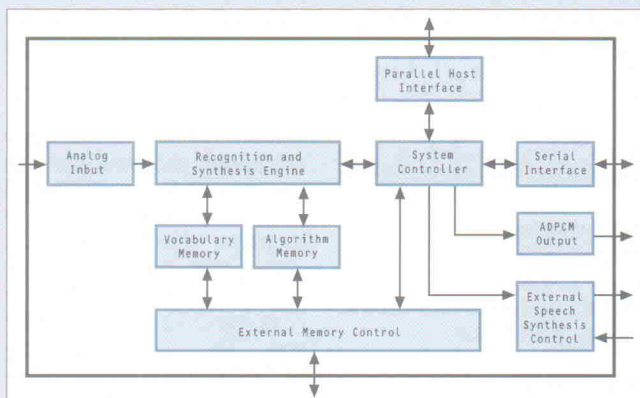 Parallel Host
Interface
Analog
Input
Recognition and
Synthesis Engine
System
Controller
Serial
Interface
Vocabulary
Memory
Algorithm
Memory
ADPCM
Output
External Memory Control
External
Speech
Synthesis
Control